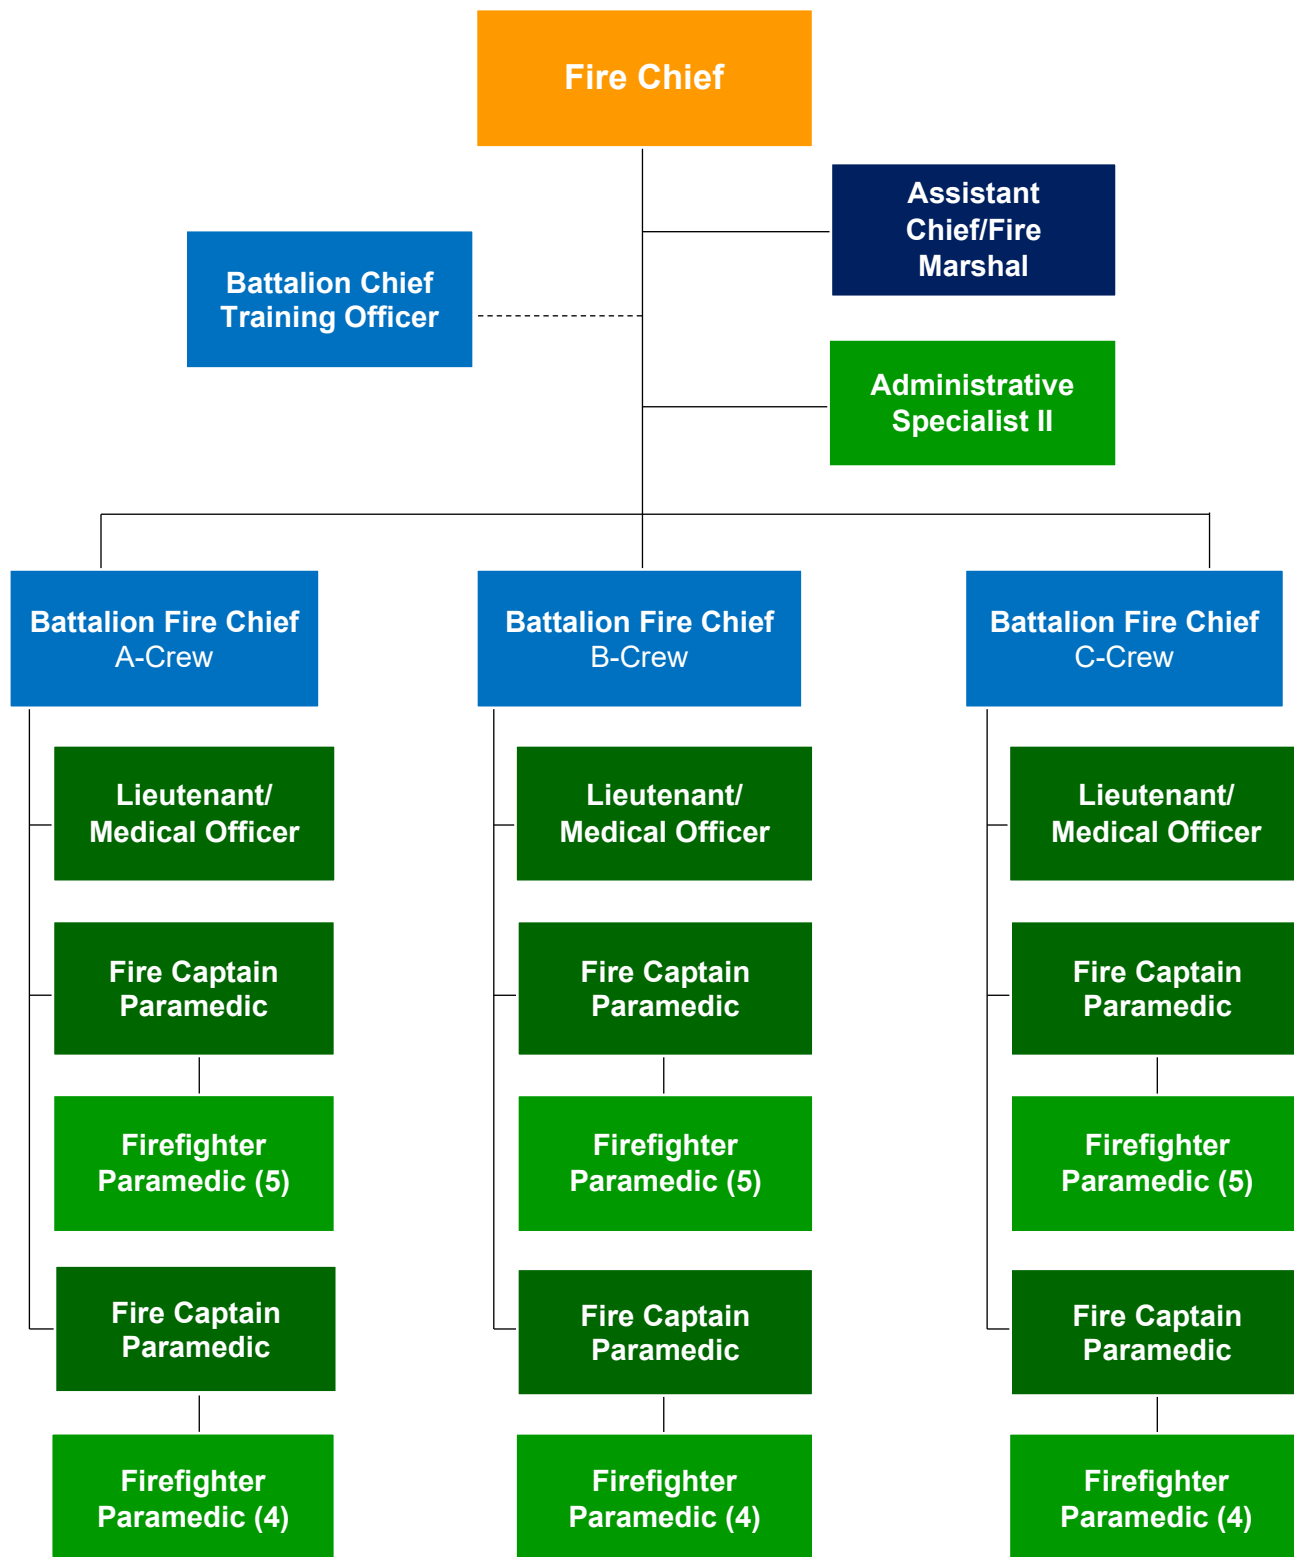 Fire Chief
Assistant
Chief/Fire
Marshal
Battalion Chief
Training Officer
Administrative
Specialist II
Battalion Fire Chief
A-Crew
Battalion Fire Chief
B-Crew
Battalion Fire Chief
C-Crew
Lieutenant/
Medical Officer
Lieutenant/
Medical Officer
Lieutenant/
Medical Officer
Fire Captain
Paramedic
Fire Captain
Paramedic
Fire Captain
Paramedic
Firefighter
Paramedic (5)
Firefighter
Paramedic (5)
Firefighter
Paramedic (5)
Fire Captain
Paramedic
Fire Captain
Paramedic
Fire Captain
Paramedic
Firefighter
Paramedic (4)
Firefighter
Paramedic (4)
Firefighter
Paramedic (4)